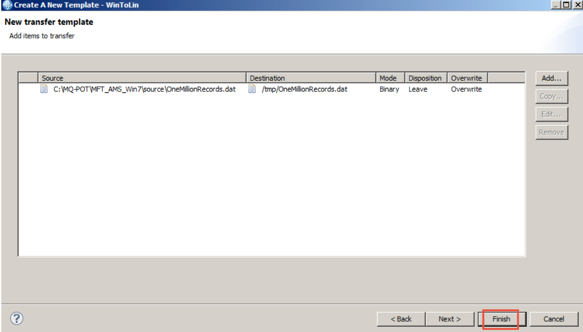 Create A New Template - WinToLin
New transfer template
Add items to transfer
Source Destination Mode Disposition Overwrite
C:\MQ-POT\MFT_AMS_Win7\source\OneMillionRecords.dat /tmp/OneMillionRecords.dat Binary Leave Overwrite
Add...
Copy...
Edit...
Remove
? < Back Next > Finish Cancel